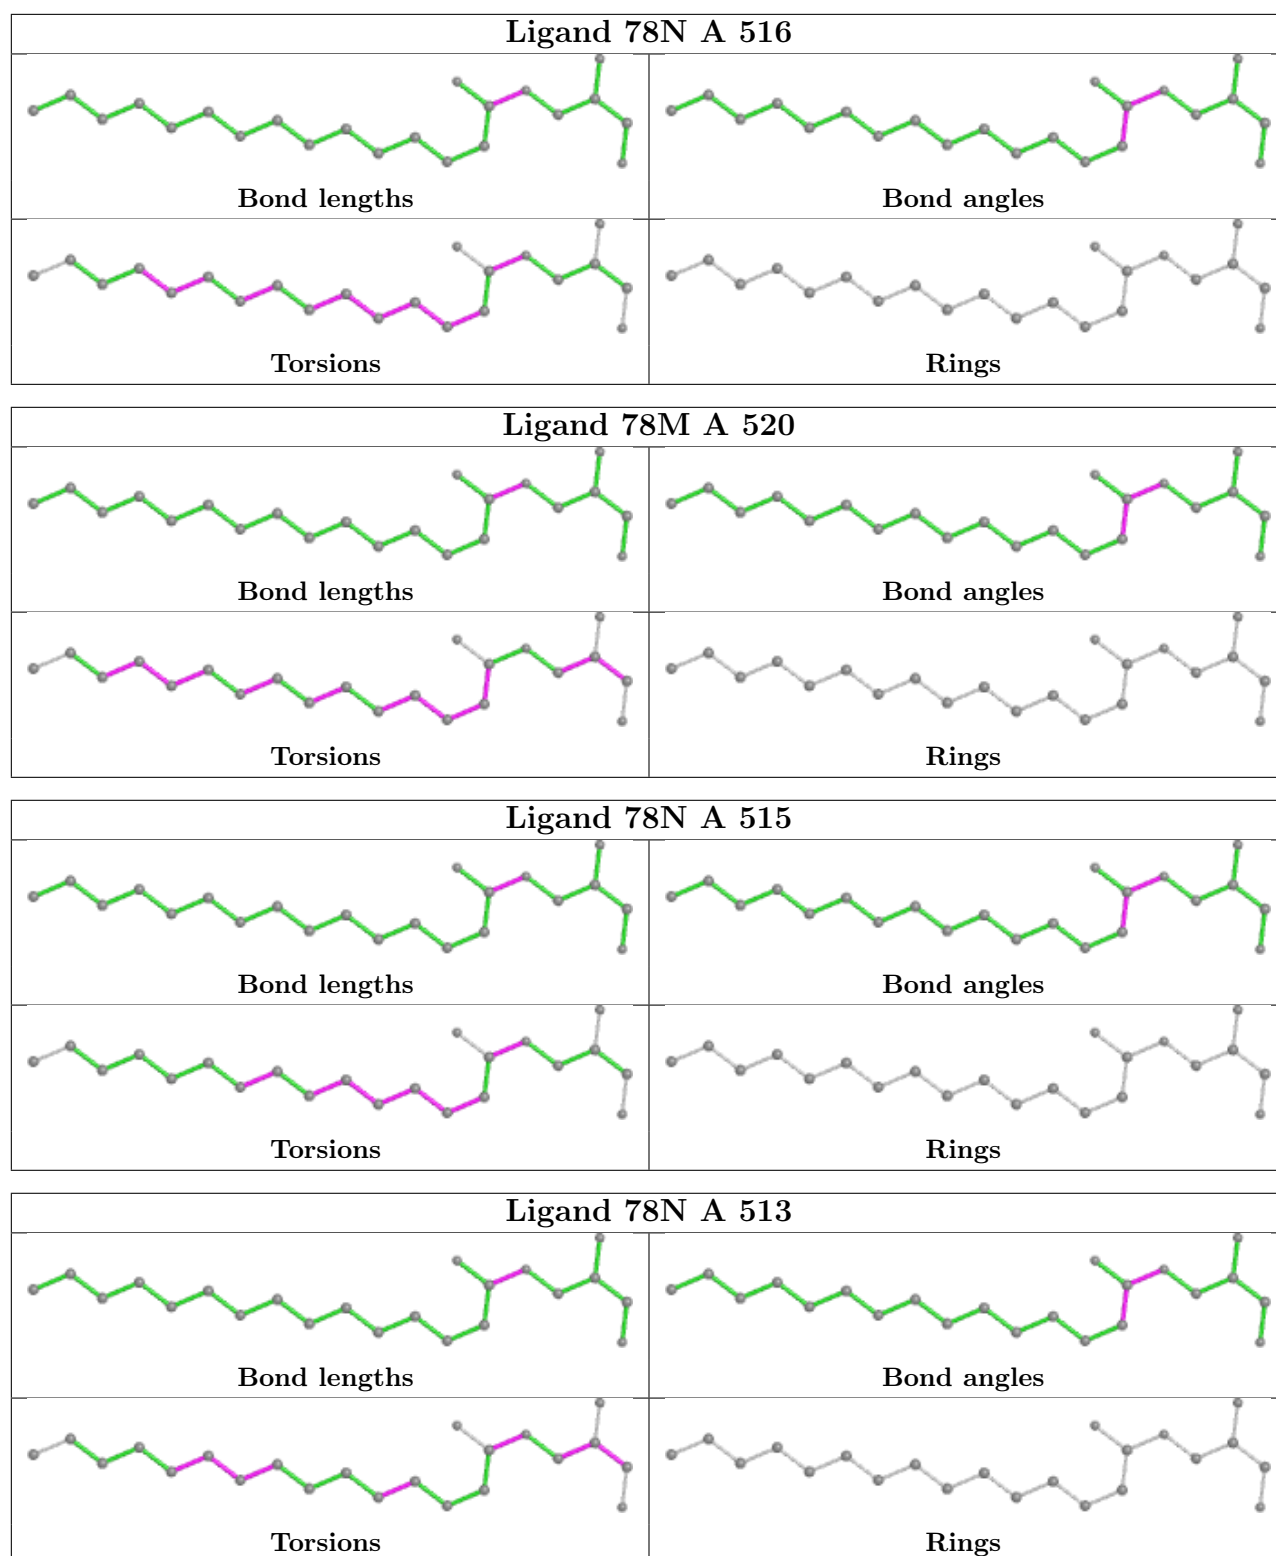 Ligand 78N A 516
Bond lengths
Bond angles
Torsions
Rings
Ligand 78M A 520
Bond lengths
Bond angles
Torsions
Rings
Ligand 78N A 515
Bond lengths
Bond angles
Torsions
Rings
Ligand 78N A 513
Bond lengths
Bond angles
Torsions
Rings